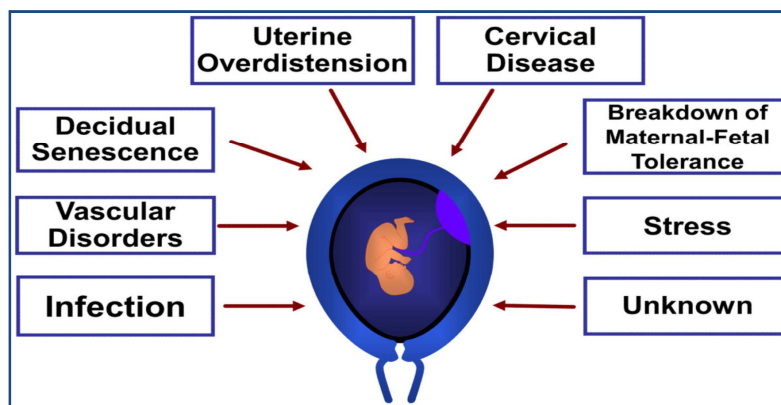 Uterine
Overdistension
Cervical
Disease
Decidual
Senescence
Breakdown of
Maternal-Fetal
Tolerance
Vascular
Disorders
Stress
Infection
Unknown